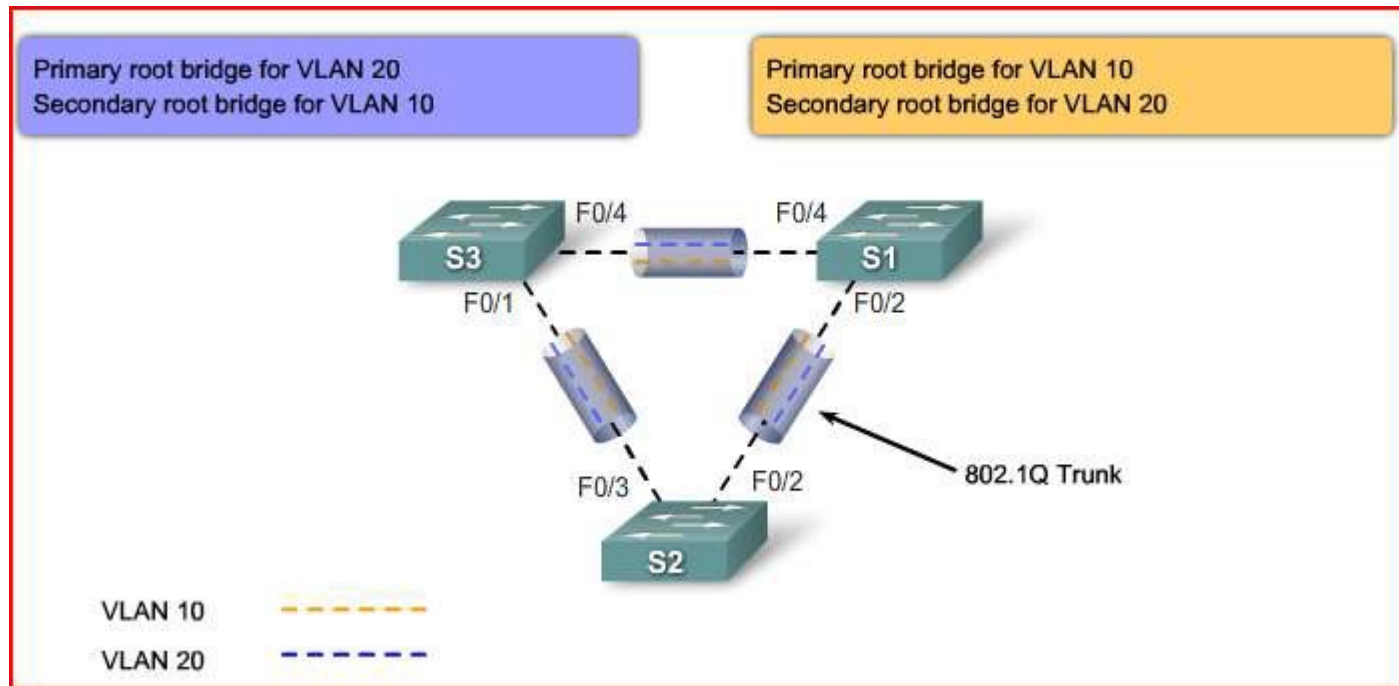 Primary root bridge for VLAN 20
Secondary root bridge for VLAN 10
Primary root bridge for VLAN 10
Secondary root bridge for VLAN 20
F0/4
F0/4
S3
S1
F0/1
F0/2
F0/3
F0/2
802.1Q Trunk
S2
VLAN 10
VLAN 20